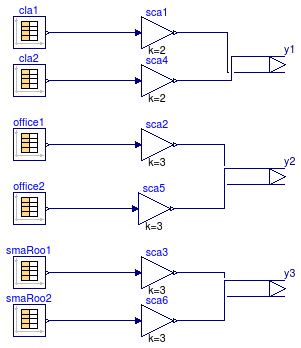 cla1 sca1
k=2
y1
cla2 sca4
k=2
office1 sca2
k=3
y2
office2 sca5
k=3
smaRoo1 sca3
k=3
y3
smaRoo2 sca6
k=3